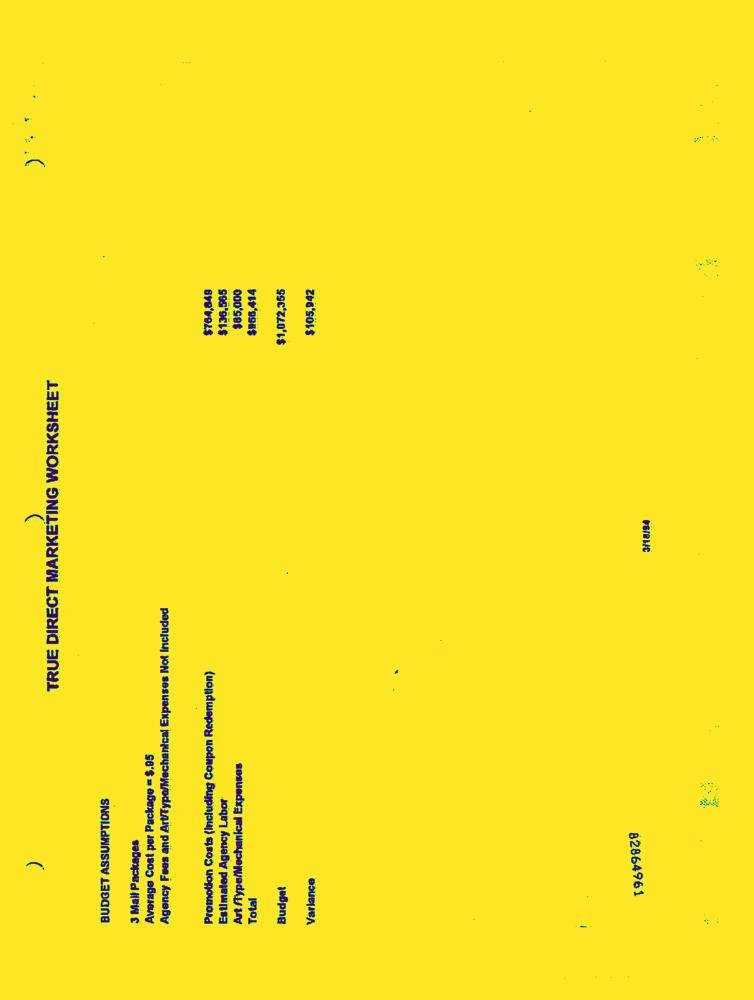 TRUE DIRECT MARKETING WORKSHEET
BUDGET ASSUMPTIONS
3 Mail Packages
Average Cost per Package = $.95
Agency Fees and Art/Type/Mechanical Expenses Not Included
Promotion Costs (Including Coupon Redemption) $764,849
Estimated Agency Labor $136,565
Art /Type/Mechanical Expenses $65,000
Total $966,414
Budget $1,072,355
Variance $105,942
3/18/94
82864961